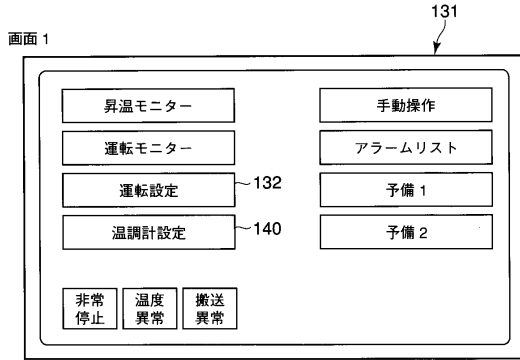 131
画面 1
昇温モニター
手動操作
運転モニター
アラームリスト
運転設定
132
予備 1
温調計設定
140
予備 2
非常
停止
温度
異常
搬送
異常